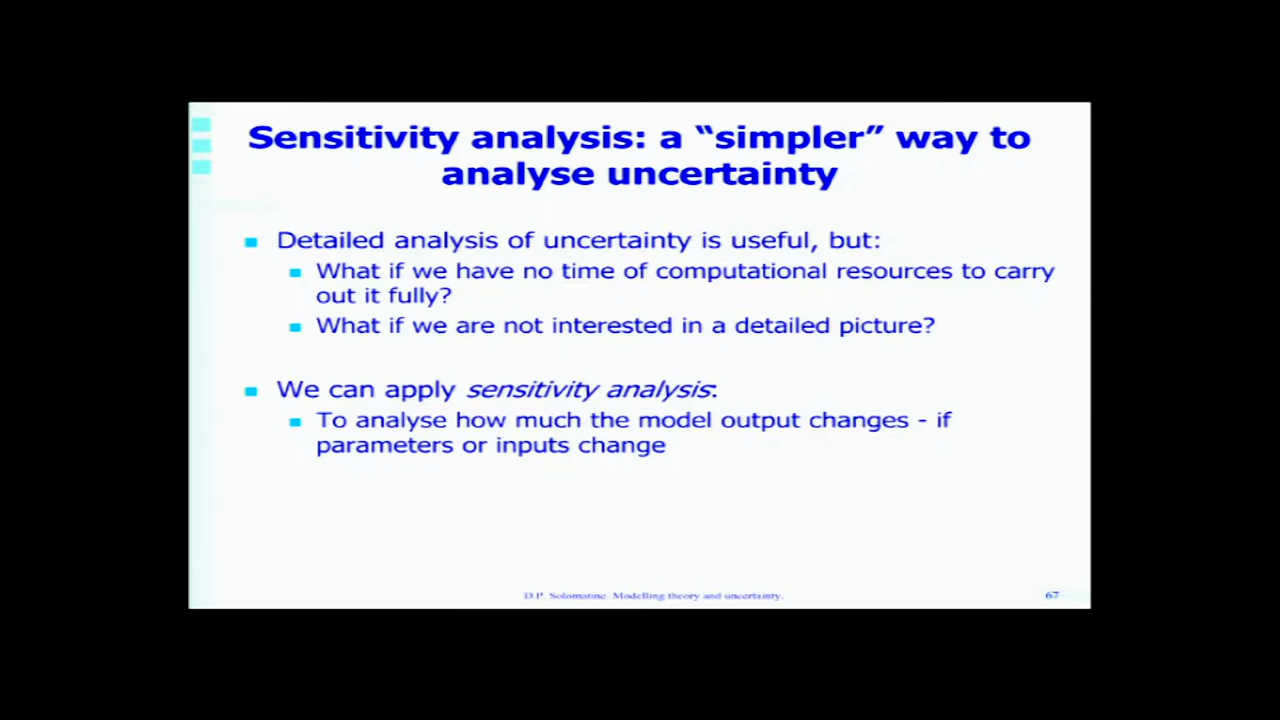 Sensitivity analysis: a “simpler” way to
analyse uncertainty
Detailed analysis of uncertainty is useful, but:
What if we have no time of computational resources to carry
out it fully?
What if we are not interested in a detailed picture?
We can apply sensitivity analysis:
To analyse how much the model output changes - if
parameters or inputs change
D.P. Solomatine. Modelling theory and uncertainty.
67